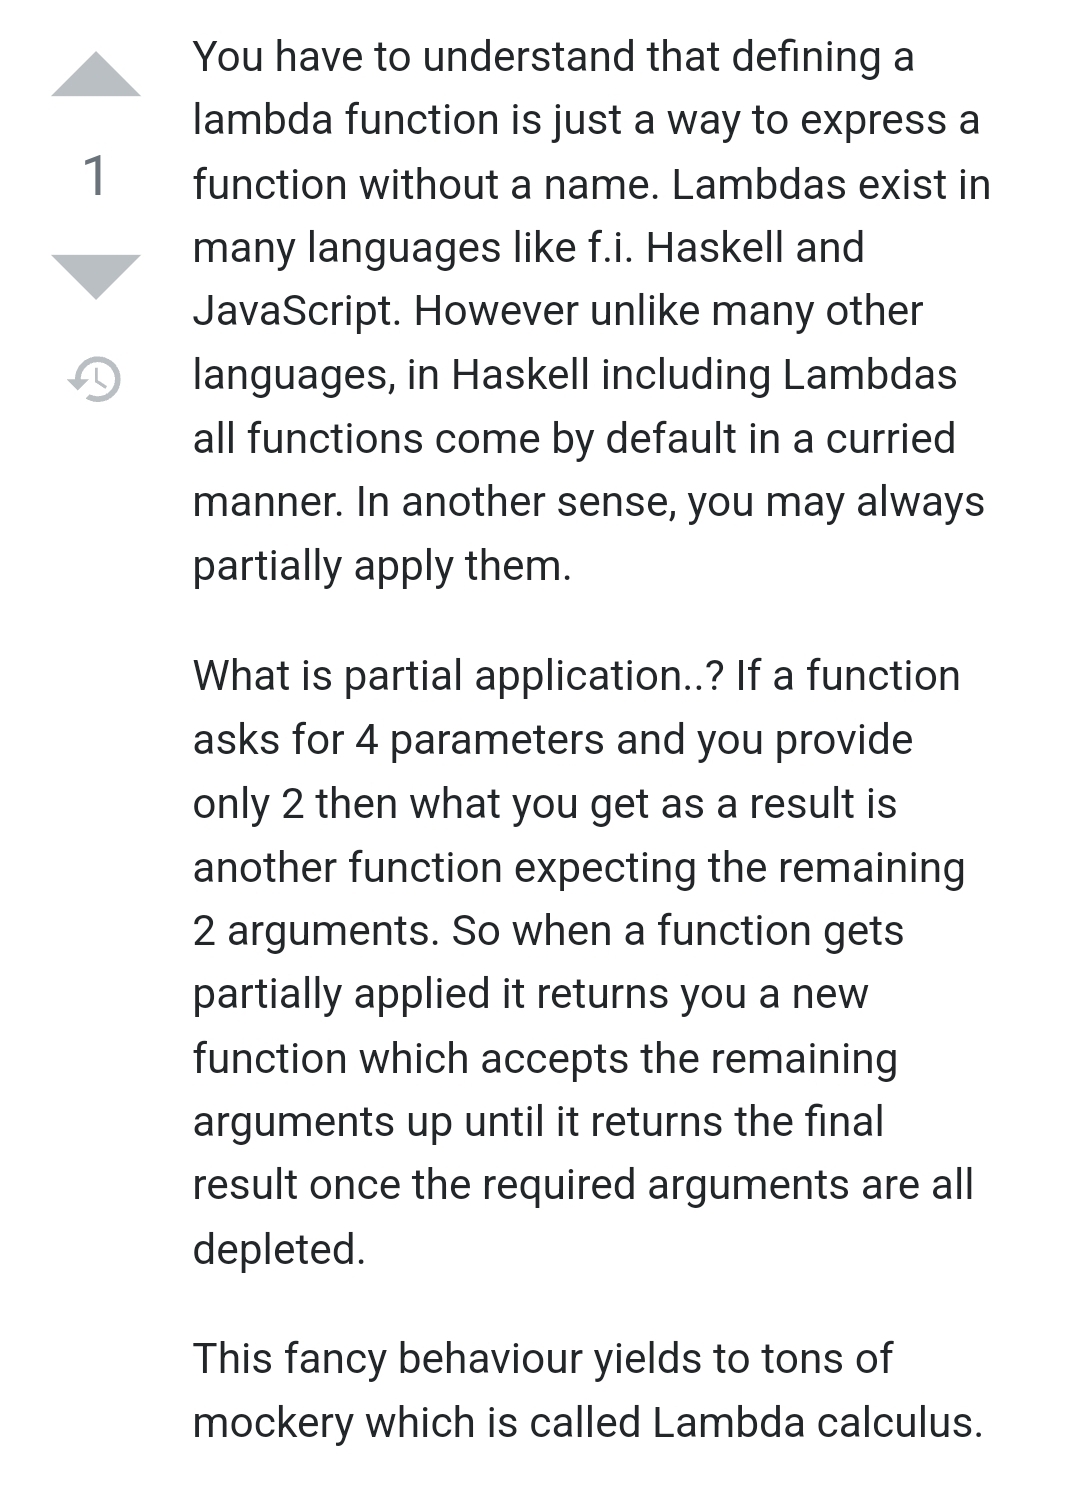 You have to understand that defining a
lambda function is just a way to express a
1
function without a name. Lambdas exist in
many languages like f.i. Haskell and
JavaScript. However unlike many other
languages, in Haskell including Lambdas
all functions come by default in a curried
manner. In another sense, you may always
partially apply them.
What is partial application..? If a function
asks for 4 parameters and you provide
only 2 then what you get as a result is
another function expecting the remaining
2 arguments. So when a function gets
partially applied it returns you a new
function which accepts the remaining
arguments up until it returns the final
result once the required arguments are all
depleted.
This fancy behaviour yields to tons of
mockery which is called Lambda calculus.